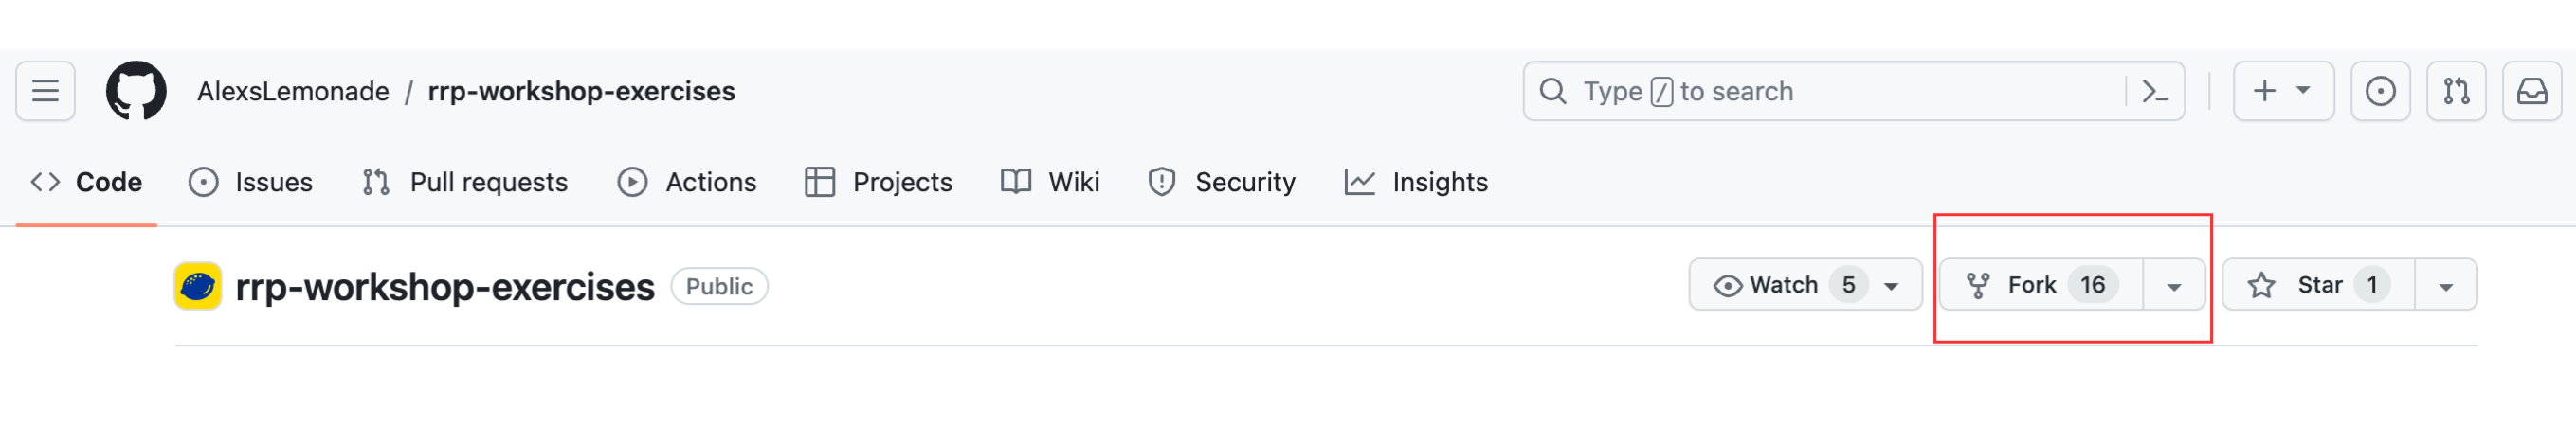 AlexsLemonade / rrp-workshop-exercises Type / to search
Code Issues Pull requests Actions Projects Wiki Security Insights
rrp-workshop-exercises Public Watch 5 Fork 16 Star 1